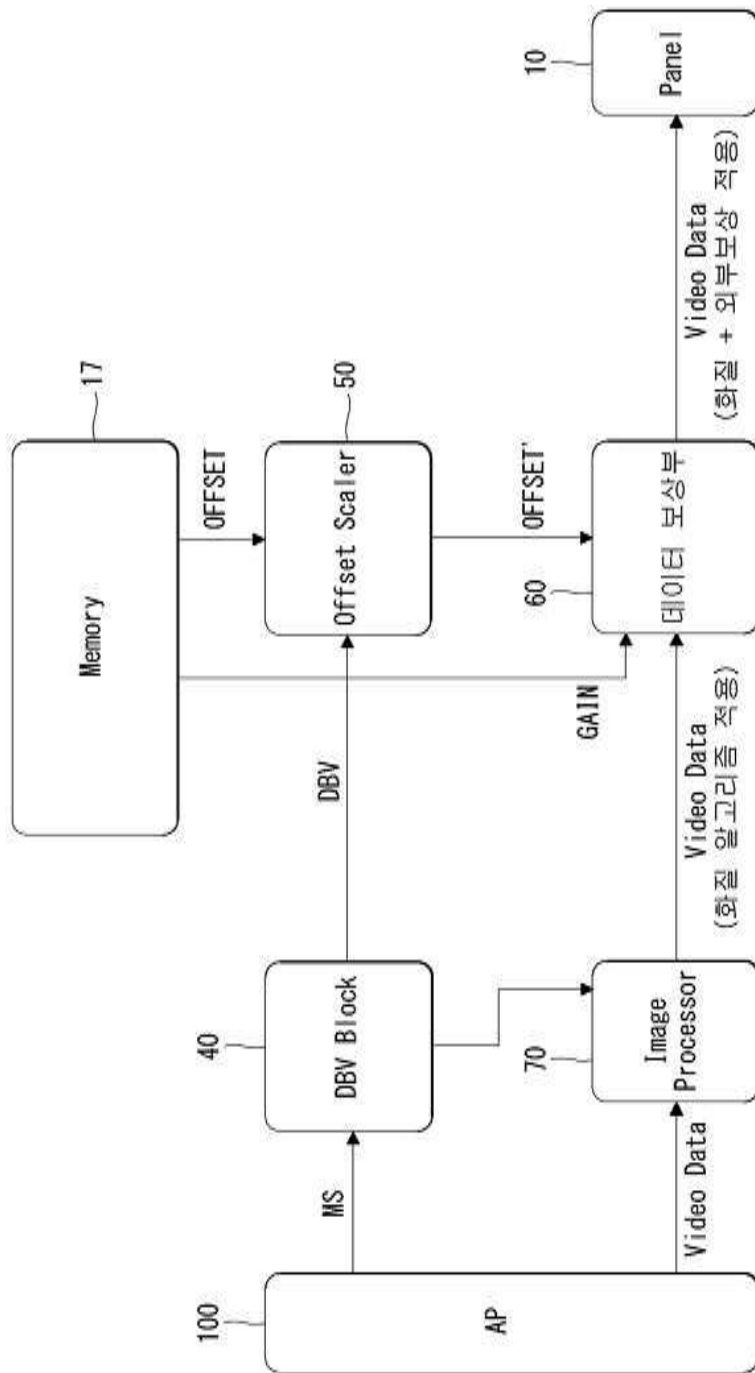 Memory
17
OFFSET
40
DBV Block
DBV
Offset Scaler
50
MS
GAIN
OFFSET'
100
AP
Video Data
70
Image
Processor
Video Data
(화질 알고리즘 적용)
60
데이터 보상부
Video Data
(화질 + 외부보상 적용)
10
Panel